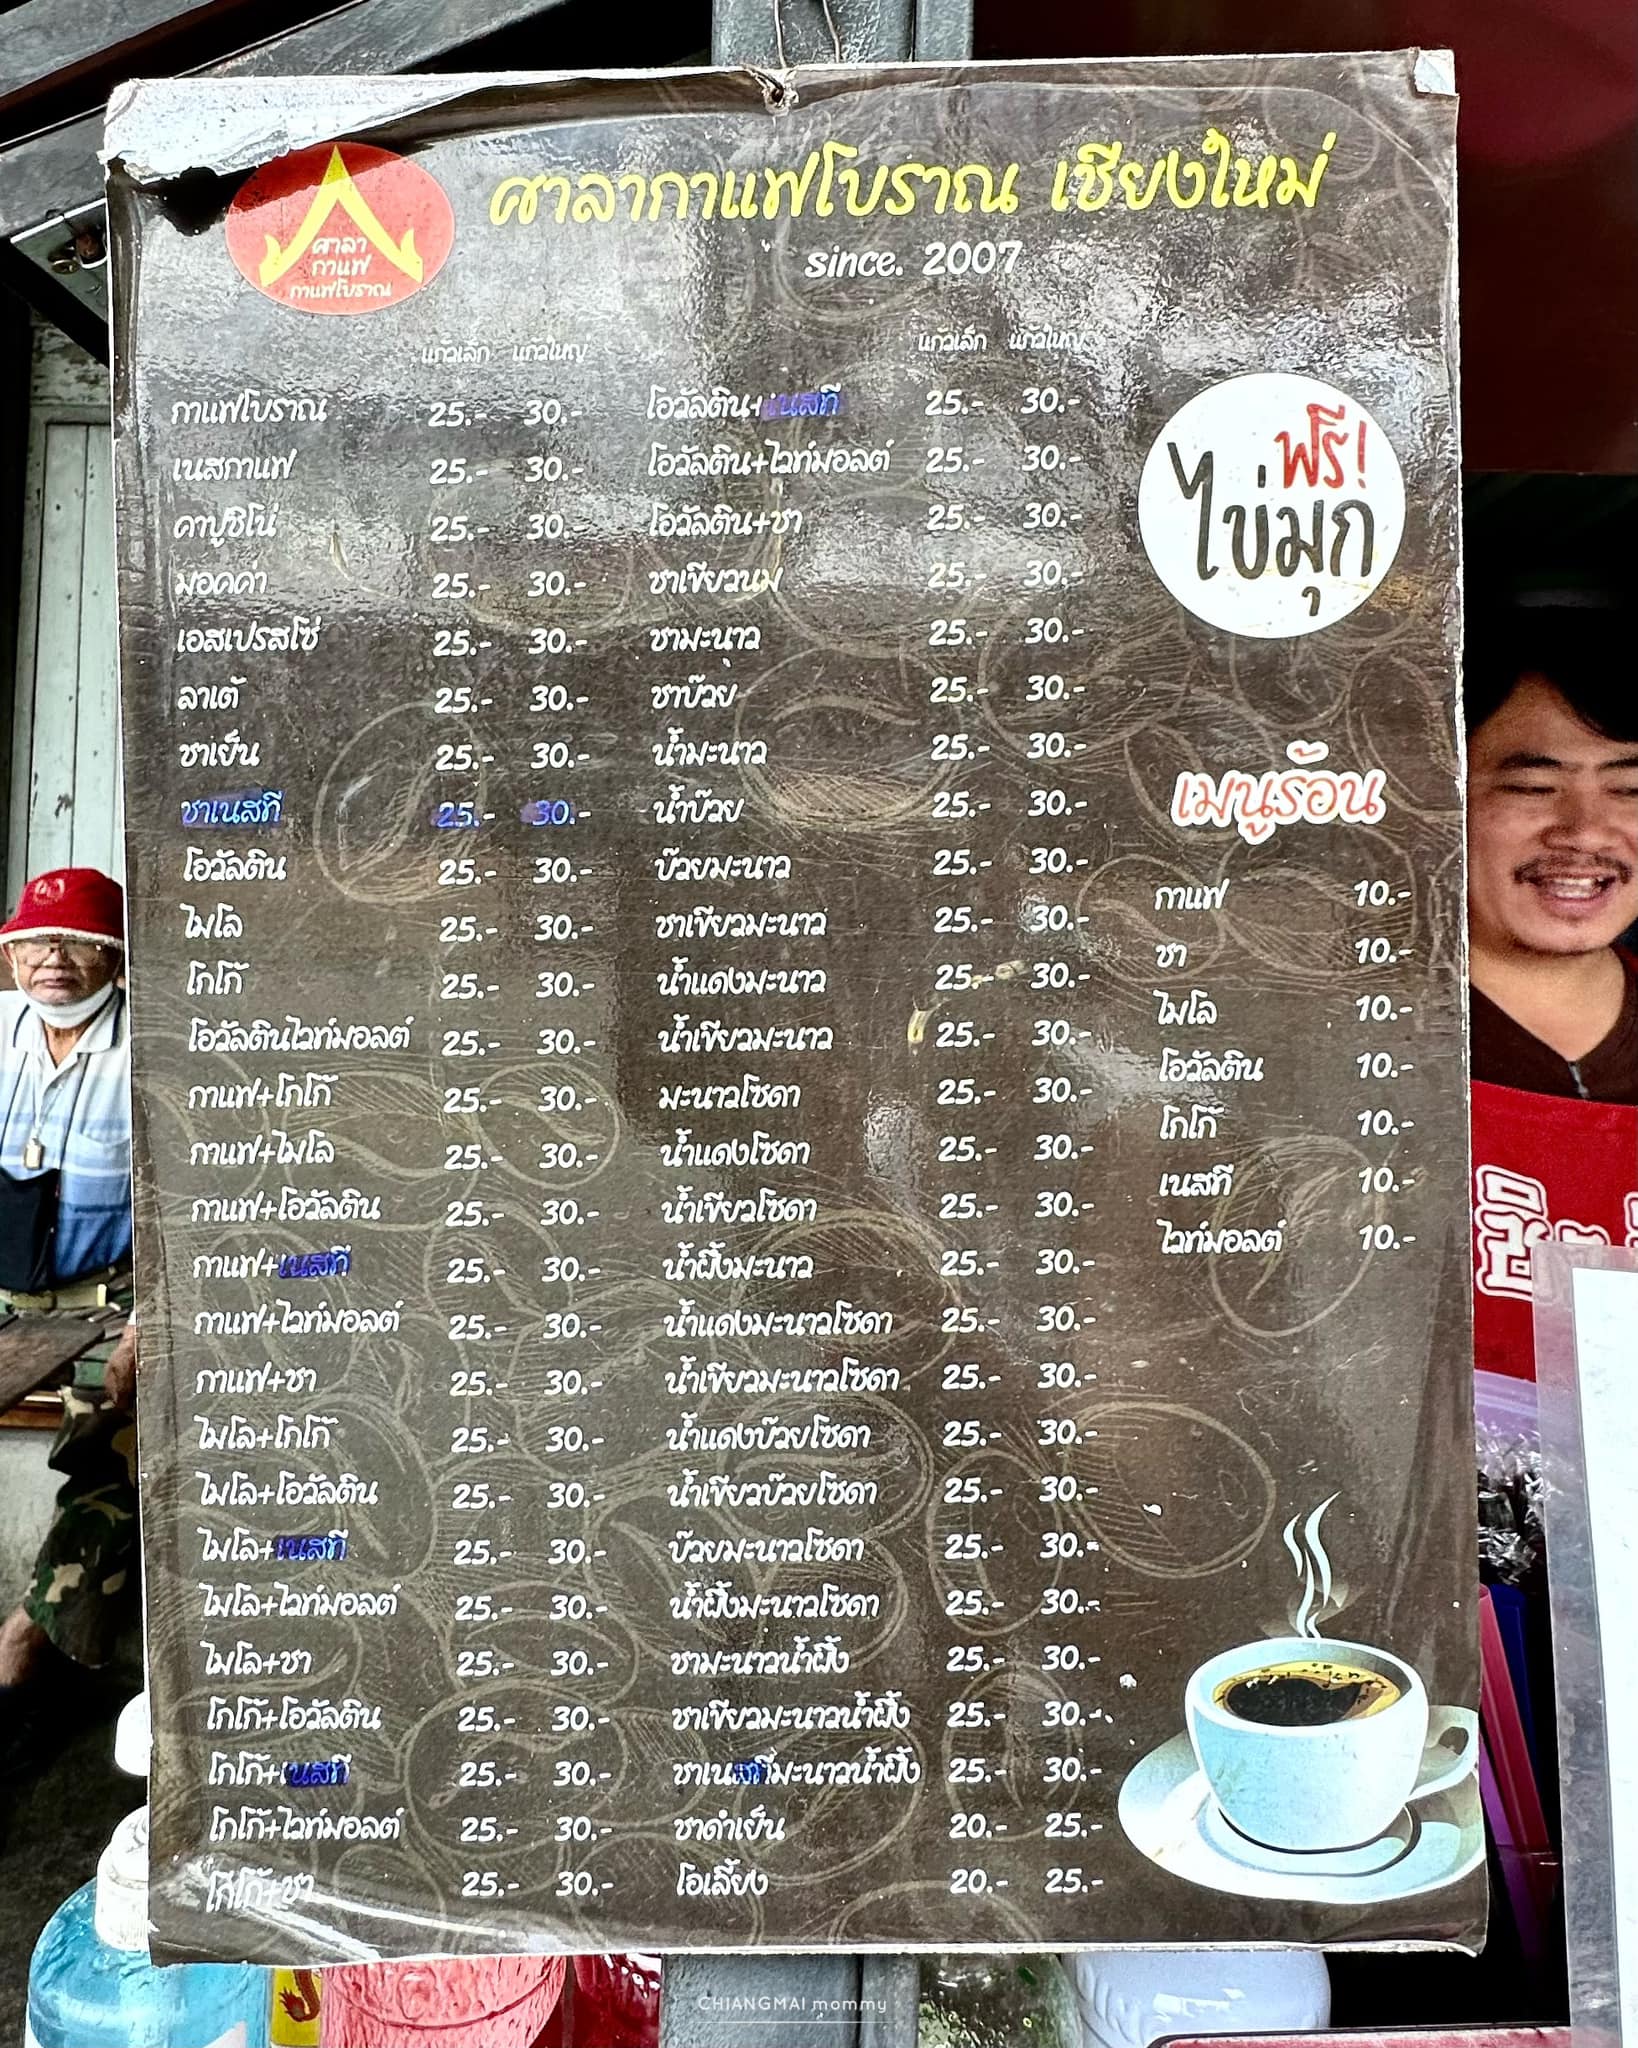 ศาลากาแฟโบราณ เชียงใหม่
since. 2007
ศาลา
กาแฟ
กาแฟโบราณ
แก้วเล็ก แก้วใหญ่
กาแฟโบราณ 25.- 30.-
เนสกาแฟ 25.- 30.-
คาปูชิโน่ 25.- 30.-
มอคค่า 25.- 30.-
เอสเปรสโซ่ 25.- 30.-
ลาเต้ 25.- 30.-
ชาเย็น 25.- 30.-
ชาเนสที 25.- 30.-
โอวัลติน 25.- 30.-
ไมโล 25.- 30.-
โกโก้ 25.- 30.-
โอวัลตินไวท์มอลต์ 25.- 30.-
กาแฟ+โกโก้ 25.- 30.-
กาแฟ+ไมโล 25.- 30.-
กาแฟ+โอวัลติน 25.- 30.-
กาแฟ+เนสที 25.- 30.-
กาแฟ+ไวท์มอลต์ 25.- 30.-
กาแฟ+ชา 25.- 30.-
ไมโล+โกโก้ 25.- 30.-
ไมโล+โอวัลติน 25.- 30.-
ไมโล+เนสที 25.- 30.-
ไมโล+ไวท์มอลต์ 25.- 30.-
ไมโล+ชา 25.- 30.-
โกโก้+โอวัลติน 25.- 30.-
โกโก้+เนสที 25.- 30.-
โกโก้+ไวท์มอลต์ 25.- 30.-
โกโก้+ชา 25.- 30.-
แก้วเล็ก แก้วใหญ่
โอวัลติน+เนสที 25.- 30.-
โอวัลติน+ไวท์มอลต์ 25.- 30.-
โอวัลติน+ชา 25.- 30.-
ชาเขียวนม 25.- 30.-
ชามะนาว 25.- 30.-
ชาบ๊วย 25.- 30.-
น้ำมะนาว 25.- 30.-
น้ำบ๊วย 25.- 30.-
บ๊วยมะนาว 25.- 30.-
ชาเขียวมะนาว 25.- 30.-
น้ำแดงมะนาว 25.- 30.-
น้ำเขียวมะนาว 25.- 30.-
มะนาวโซดา 25.- 30.-
น้ำแดงโซดา 25.- 30.-
น้ำเขียวโซดา 25.- 30.-
น้ำผึ้งมะนาว 25.- 30.-
น้ำแดงมะนาวโซดา 25.- 30.-
น้ำเขียวมะนาวโซดา 25.- 30.-
น้ำแดงบ๊วยโซดา 25.- 30.-
น้ำเขียวบ๊วยโซดา 25.- 30.-
บ๊วยมะนาวโซดา 25.- 30.-
น้ำผึ้งมะนาวโซดา 25.- 30.-
ชามะนาวน้ำผึ้ง 25.- 30.-
ชาเขียวมะนาวน้ำผึ้ง 25.- 30.-
ชาเนสทีมะนาวน้ำผึ้ง 25.- 30.-
ชาดำเย็น 20.- 25.-
โอเลี้ยง 20.- 25.-
ฟรี!
ไข่มุก
เมนูร้อน
กาแฟ 10.-
ชา 10.-
ไมโล 10.-
โอวัลติน 10.-
โกโก้ 10.-
เนสที 10.-
ไวท์มอลต์ 10.-
CHIANGMAI mommy